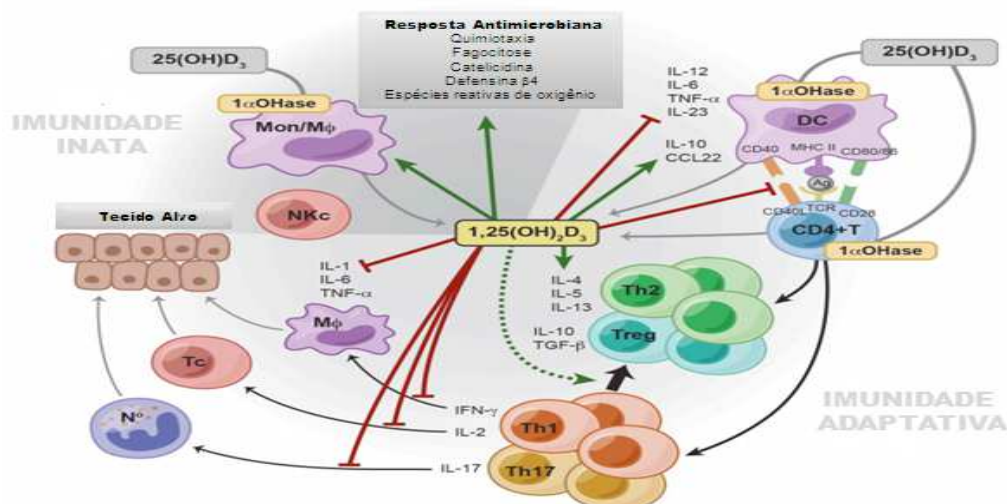 Resposta Antimicrobiana
Quimiotaxia
Fagocitose
Catelicidina
Defensina β4
Espécies reativas de oxigênio
25(OH)D₃
1αOHase
Mon/Mϕ
IMUNIDADE
INATA
NKc
Tecido Alvo
IL-12
IL-6
TNF-α
IL-23
IL-10
CCL22
25(OH)D₃
1αOHase
DC
CD40
MHC II
CD80/86
Ag
CD40L
TCR
CD28
CD4+T
1αOHase
1,25(OH)₂D₃
IL-1
IL-6
TNF-α
Mϕ
IL-4
IL-5
IL-13
Th2
IL-10
TGF-β
Treg
Tc
Nº
IFN-γ
IL-2
IL-17
Th1
Th17
IMUNIDADE
ADAPTATIVA